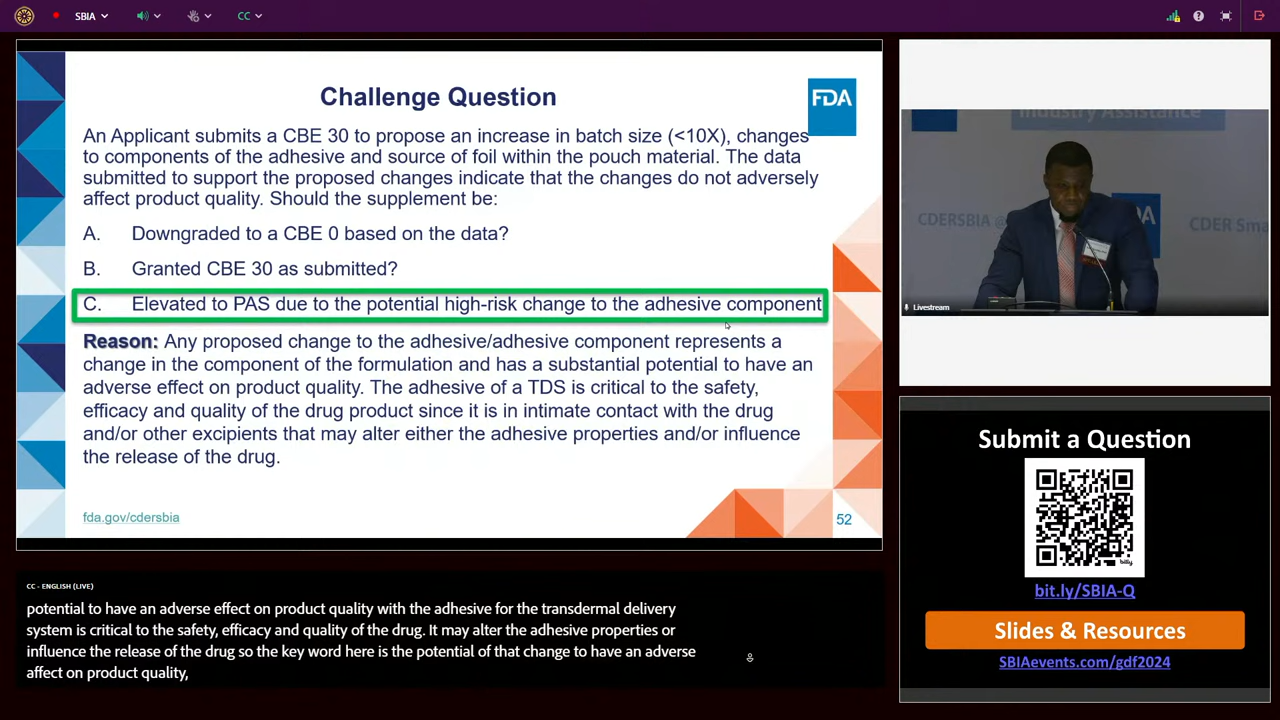 SBIA
CC
Challenge Question
FDA
An Applicant submits a CBE 30 to propose an increase in batch size (<10X), changes
to components of the adhesive and source of foil within the pouch material. The data
submitted to support the proposed changes indicate that the changes do not adversely
affect product quality. Should the supplement be:
A. Downgraded to a CBE 0 based on the data?
B. Granted CBE 30 as submitted?
C. Elevated to PAS due to the potential high-risk change to the adhesive component
Reason: Any proposed change to the adhesive/adhesive component represents a
change in the component of the formulation and has a substantial potential to have an
adverse effect on product quality. The adhesive of a TDS is critical to the safety,
efficacy and quality of the drug product since it is in intimate contact with the drug
and/or other excipients that may alter either the adhesive properties and/or influence
the release of the drug.
fda.gov/cdersbia
52
CC - ENGLISH (LIVE)
potential to have an adverse effect on product quality with the adhesive for the transdermal delivery
system is critical to the safety, efficacy and quality of the drug. It may alter the adhesive properties or
influence the release of the drug so the key word here is the potential of that change to have an adverse
affect on product quality,
Industry Assistance
CDERSBIA @
DA
CDER Sma
Livestream
Submit a Question
bitly
bit.ly/SBIA-Q
Slides & Resources
SBIAevents.com/gdf2024